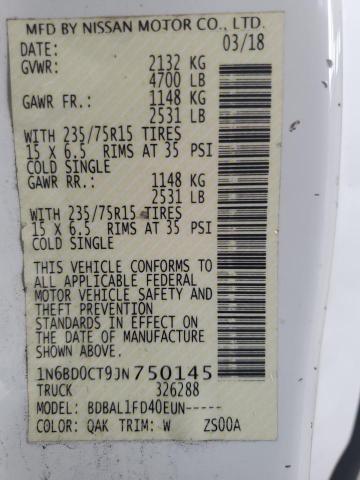 MFD BY NISSAN MOTOR CO., LTD.
DATE: 03/18
GVWR: 2132 KG
4700 LB
GAWR FR.: 1148 KG
2531 LB
WITH 235/75R15 TIRES
15 X 6.5 RIMS AT 35 PSI
COLD SINGLE
GAWR RR.: 1148 KG
2531 LB
WITH 235/75R15 TIRES
15 X 6.5 RIMS AT 35 PSI
COLD SINGLE
THIS VEHICLE CONFORMS TO
ALL APPLICABLE FEDERAL
MOTOR VEHICLE SAFETY AND
THEFT PREVENTION
STANDARDS IN EFFECT ON
THE DATE OF MANUFACTURE
SHOWN ABOVE.
1N6BD0CT9JN750145
TRUCK 326288
MODEL: BDBAL1FD40EUN-----
COLOR: QAK TRIM: W ZS00A